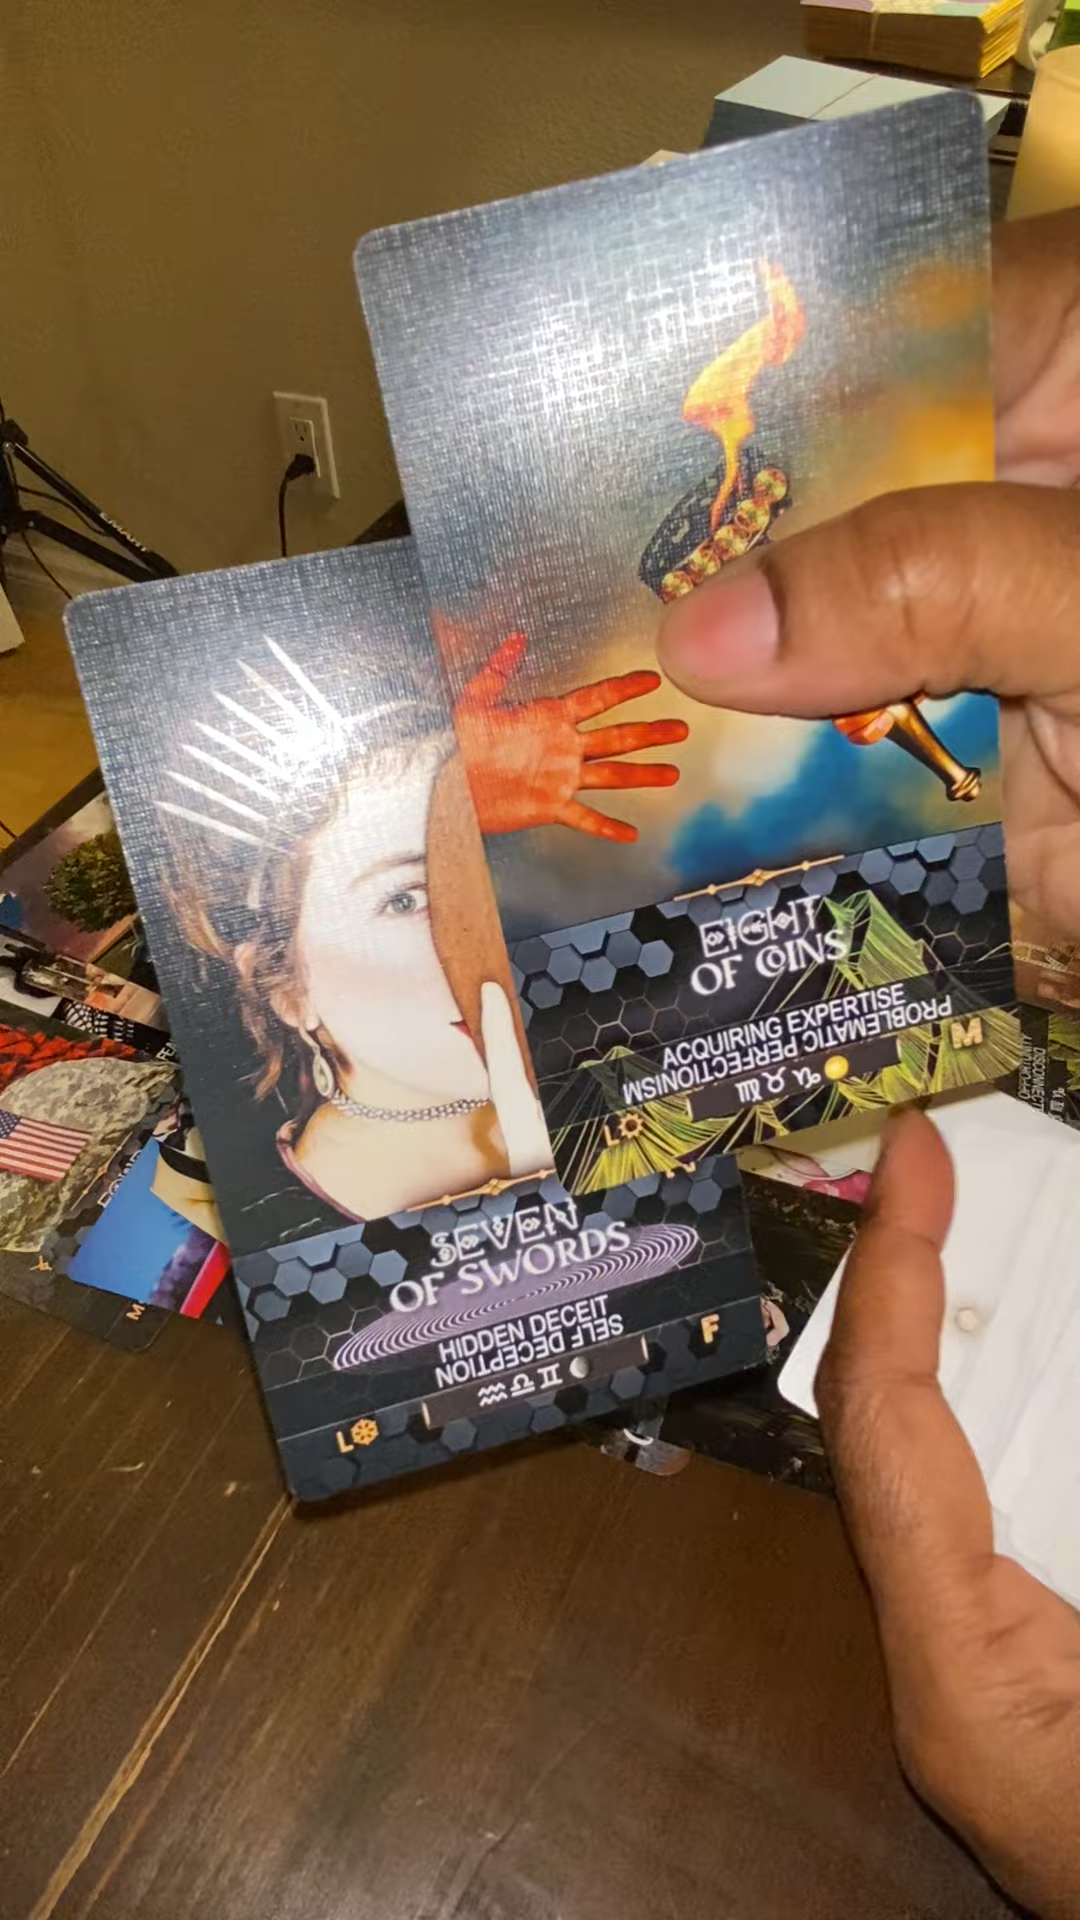 EIGHT
OF COINS
ACQUIRING EXPERTISE
PROBLEMATIC PERFECTIONISM
♍♉♑
M
L
SEVEN
OF SWORDS
HIDDEN DECEIT
SELF DECEPTION
♒♎♊
F
L